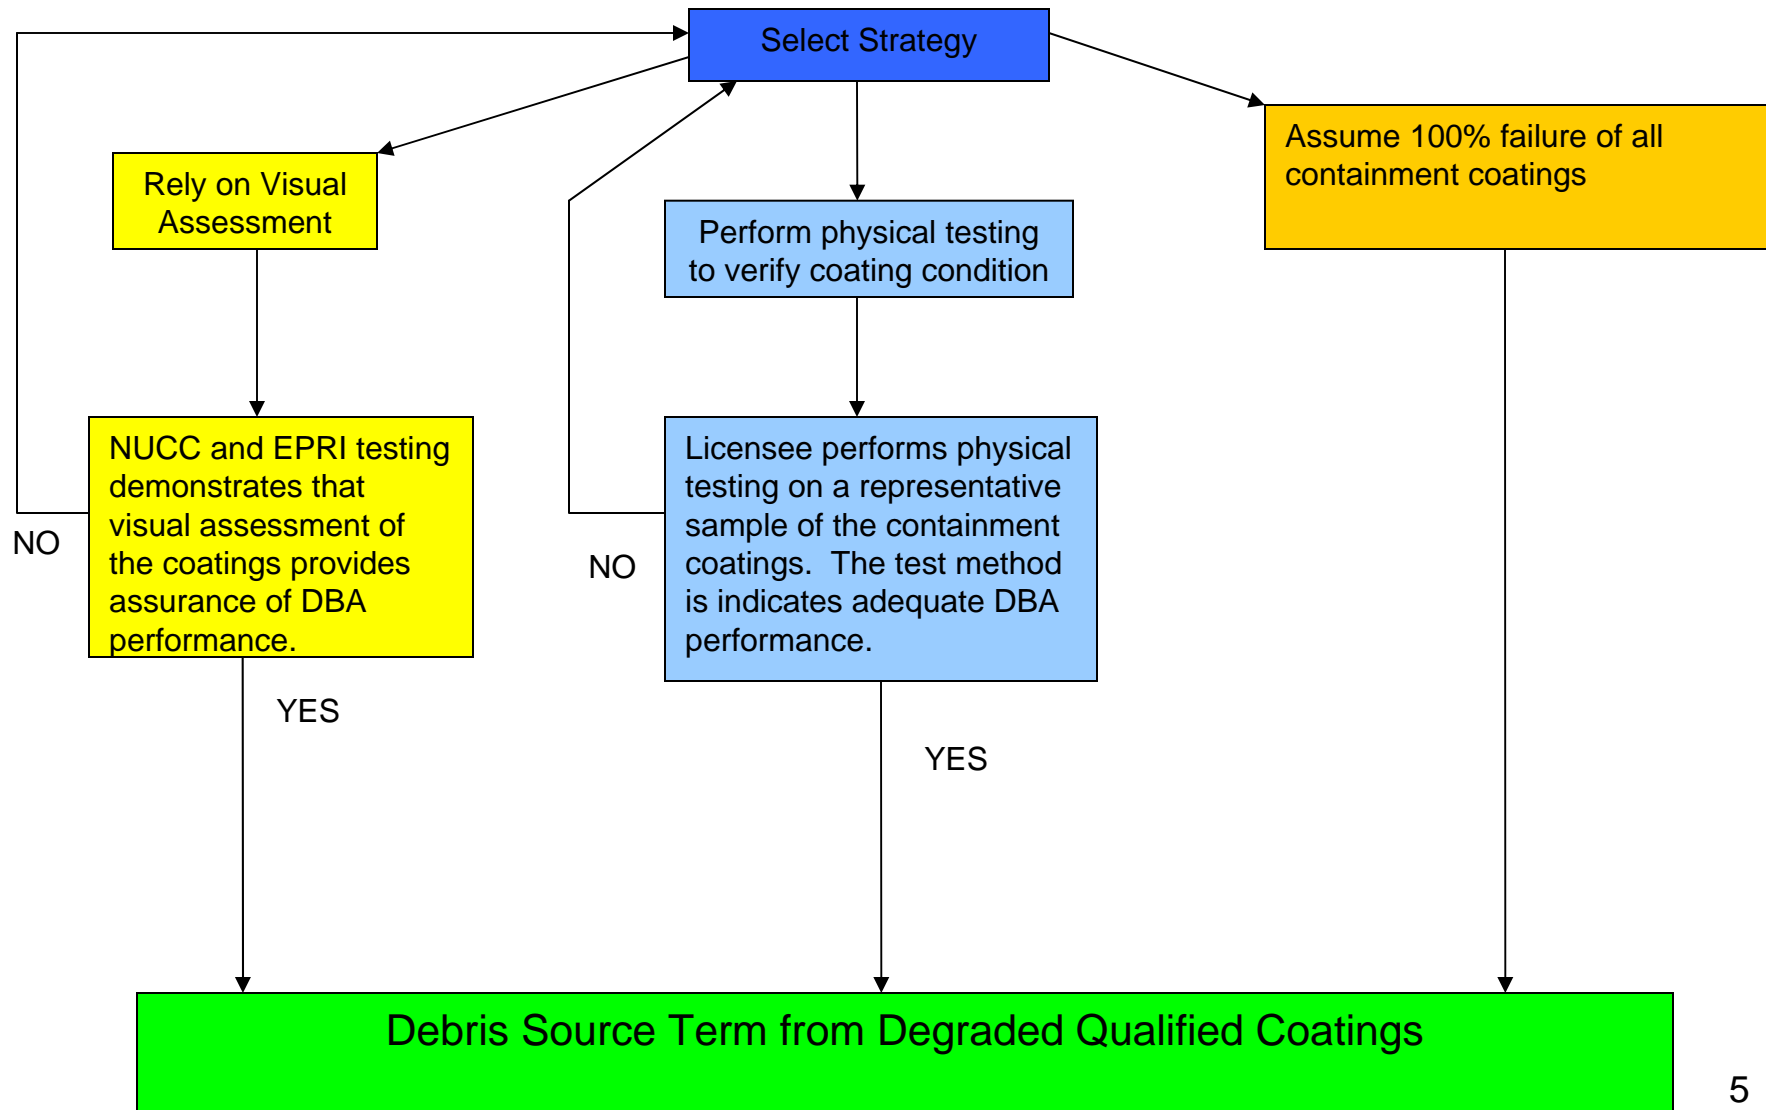 Select Strategy
Rely on Visual
Assessment
Perform physical testing
to verify coating condition
Assume 100% failure of all
containment coatings
NUCC and EPRI testing
demonstrates that
visual assessment of
the coatings provides
assurance of DBA
performance.
NO
Licensee performs physical
testing on a representative
sample of the containment
coatings.  The test method
is indicates adequate DBA
performance.
NO
YES
YES
Debris Source Term from Degraded Qualified Coatings
5